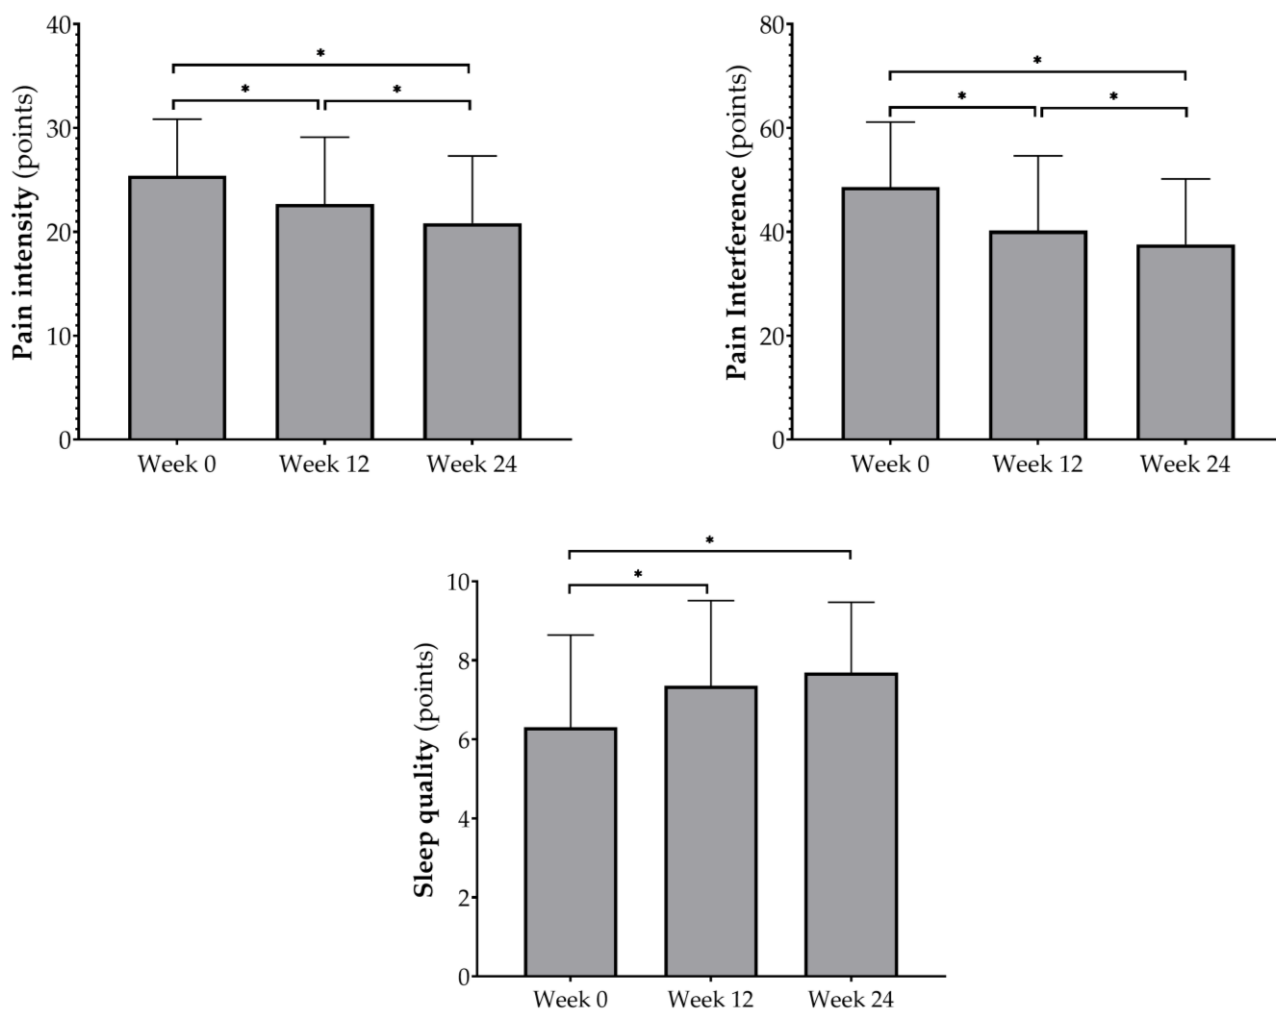 Pain intensity (points)
40
30
20
10
0
*
*
*
Week 0
Week 12
Week 24
Pain Interference (points)
80
60
40
20
0
*
*
*
Week 0
Week 12
Week 24
Sleep quality (points)
10
8
6
4
2
0
*
*
Week 0
Week 12
Week 24